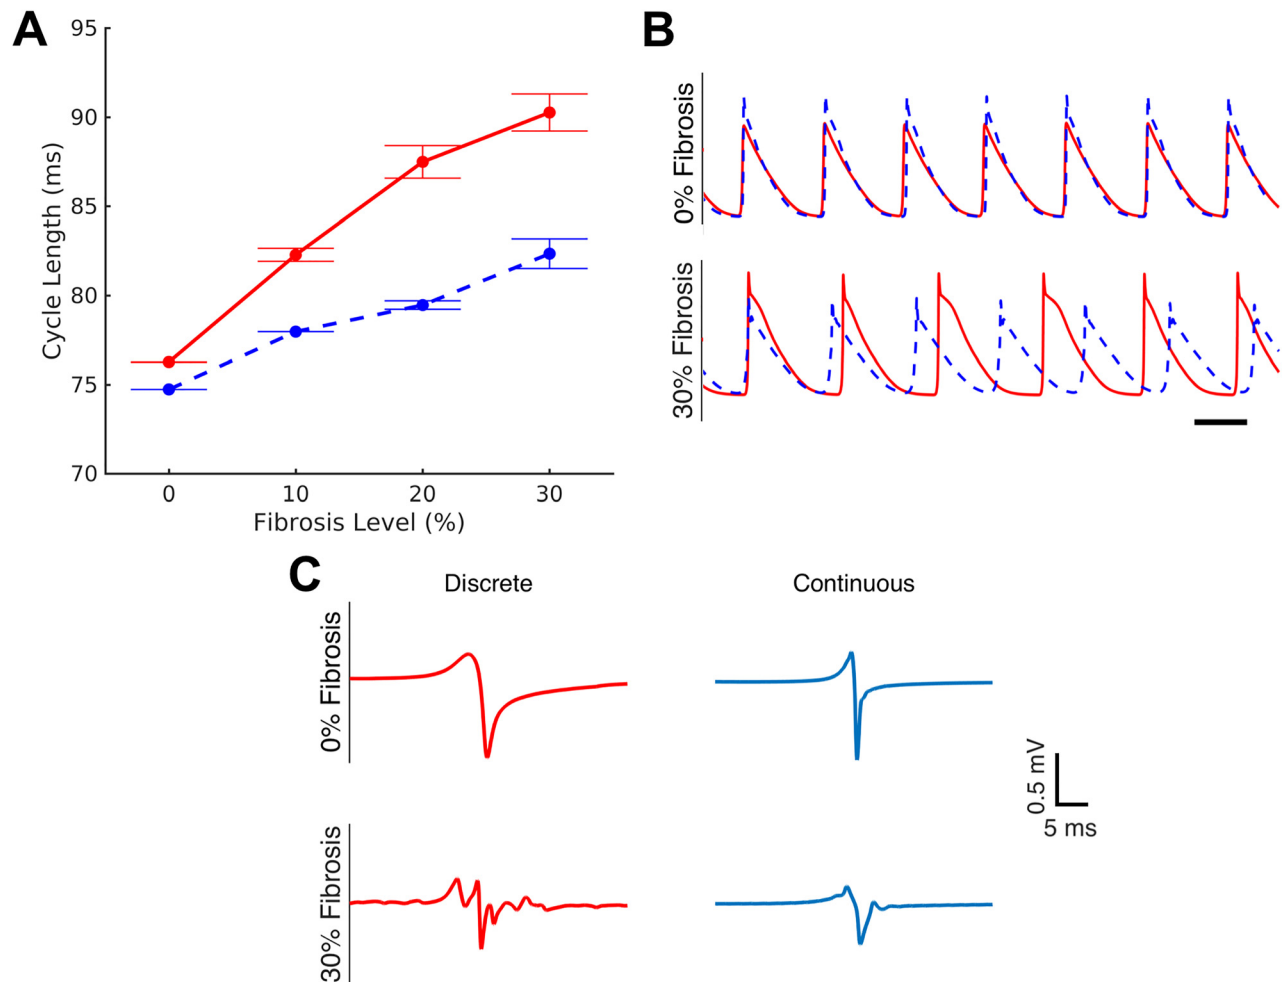 A
95
90
85
80
75
70
Cycle Length (ms)
0
10
20
30
Fibrosis Level (%)
B
0% Fibrosis
30% Fibrosis
C
Discrete
Continuous
0% Fibrosis
30% Fibrosis
0.5 mV
5 ms